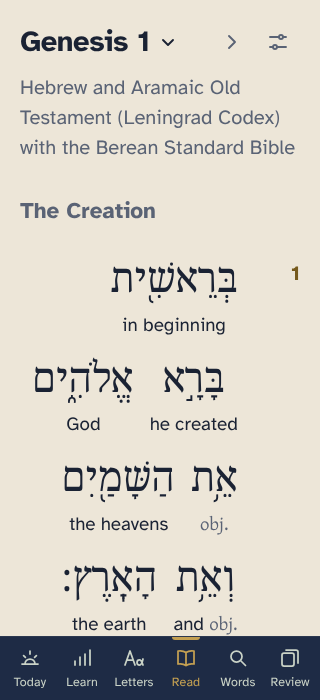 Genesis 1
Hebrew and Aramaic Old
Testament (Leningrad Codex)
with the Berean Standard Bible
The Creation
1
בְּרֵאשִׁ֖ית
in beginning
בָּרָ֣א אֱלֹהִ֑ים
he created God
אֵ֥ת הַשָּׁמַ֖יִם
obj. the heavens
וְאֵ֥ת הָאָֽרֶץ׃
and obj. the earth
Today Learn Letters Read Words Review